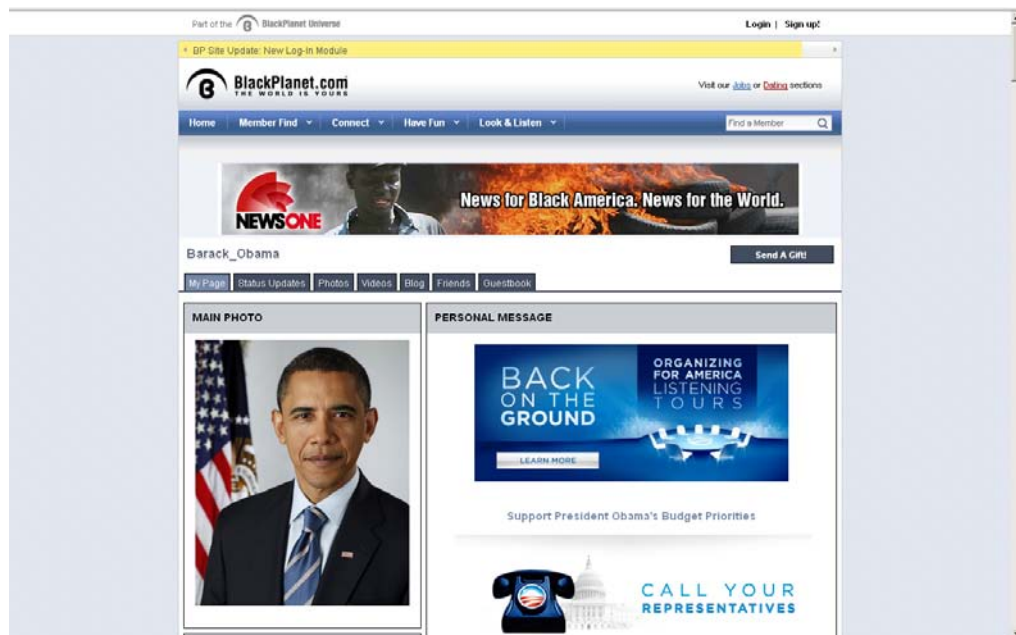 Part of the BlackPlanet Universe
Login | Sign up!
BP Site Update: New Log-in Module
BlackPlanet.com
THE WORLD IS YOURS
Visit our Jobs or Dating sections
Home Member Find Connect Have Fun Look & Listen
Find a Member
NEWSONE
News for Black America. News for the World.
Barack_Obama
Send A Gift!
My Page Status Updates Photos Videos Blog Friends Guestbook
MAIN PHOTO
PERSONAL MESSAGE
BACK
ON THE
GROUND
LEARN MORE
ORGANIZING
FOR AMERICA
LISTENING
TOURS
Support President Obama's Budget Priorities
CALL YOUR
REPRESENTATIVES